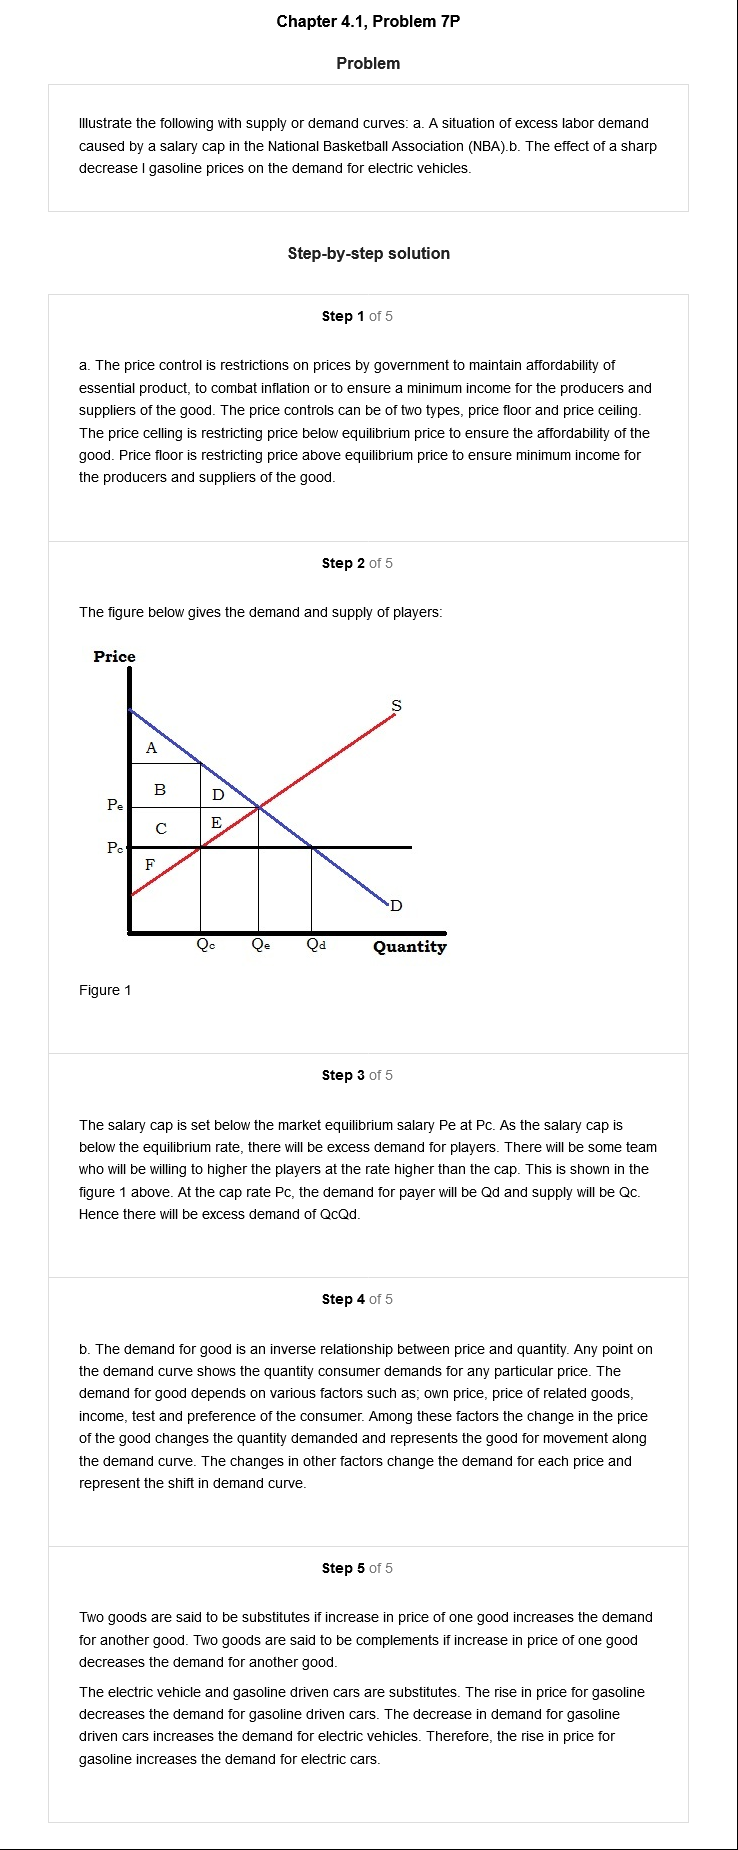 Chapter 4.1, Problem 7P
Problem
Illustrate the following with supply or demand curves: a. A situation of excess labor demand
caused by a salary cap in the National Basketball Association (NBA).b. The effect of a sharp
decrease I gasoline prices on the demand for electric vehicles.
Step-by-step solution
Step 1 of 5
a. The price control is restrictions on prices by government to maintain affordability of
essential product, to combat inflation or to ensure a minimum income for the producers and
suppliers of the good. The price controls can be of two types, price floor and price ceiling.
The price celling is restricting price below equilibrium price to ensure the affordability of the
good. Price floor is restricting price above equilibrium price to ensure minimum income for
the producers and suppliers of the good.
Step 2 of 5
The figure below gives the demand and supply of players:
Price
S
A
B
D
Pe
E
C
Pc
F
D
Qc Qe Qd Quantity
Figure 1
Step 3 of 5
The salary cap is set below the market equilibrium salary Pe at Pc. As the salary cap is
below the equilibrium rate, there will be excess demand for players. There will be some team
who will be willing to higher the players at the rate higher than the cap. This is shown in the
figure 1 above. At the cap rate Pc, the demand for payer will be Qd and supply will be Qc.
Hence there will be excess demand of QcQd.
Step 4 of 5
b. The demand for good is an inverse relationship between price and quantity. Any point on
the demand curve shows the quantity consumer demands for any particular price. The
demand for good depends on various factors such as; own price, price of related goods,
income, test and preference of the consumer. Among these factors the change in the price
of the good changes the quantity demanded and represents the good for movement along
the demand curve. The changes in other factors change the demand for each price and
represent the shift in demand curve.
Step 5 of 5
Two goods are said to be substitutes if increase in price of one good increases the demand
for another good. Two goods are said to be complements if increase in price of one good
decreases the demand for another good.
The electric vehicle and gasoline driven cars are substitutes. The rise in price for gasoline
decreases the demand for gasoline driven cars. The decrease in demand for gasoline
driven cars increases the demand for electric vehicles. Therefore, the rise in price for
gasoline increases the demand for electric cars.